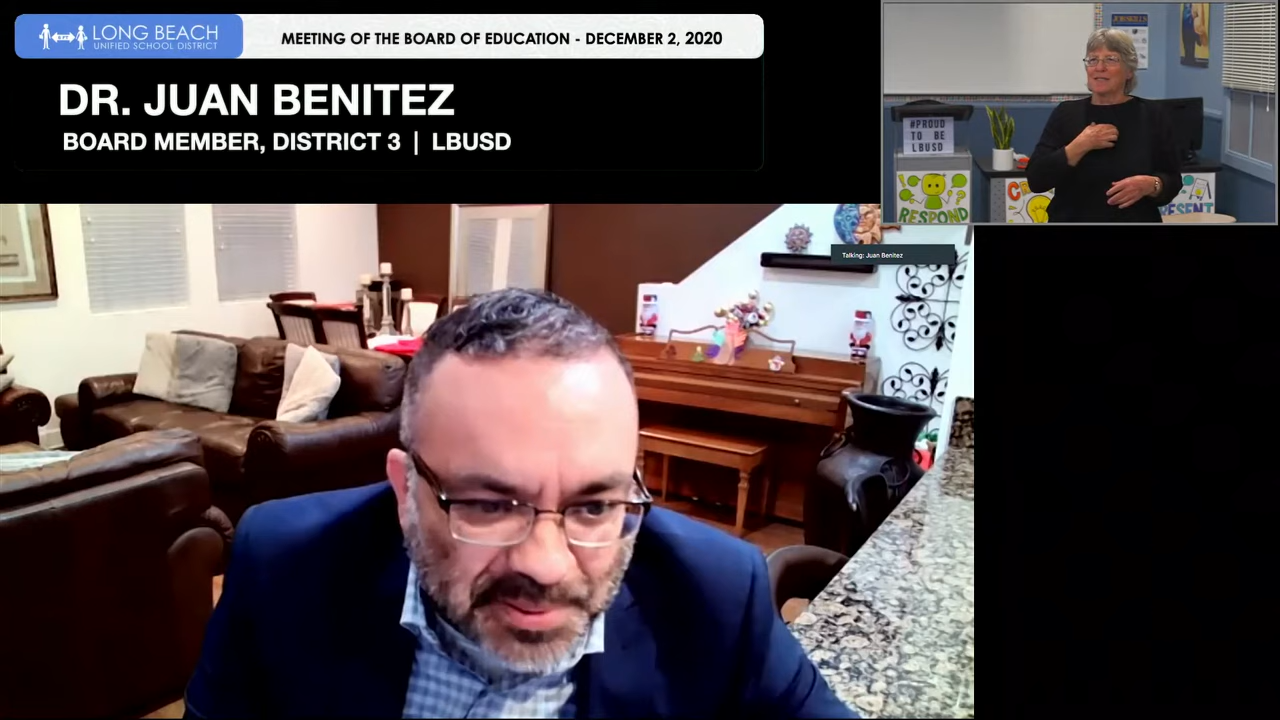 LONG BEACH
UNIFIED SCHOOL DISTRICT
MEETING OF THE BOARD OF EDUCATION - DECEMBER 2, 2020
DR. JUAN BENITEZ
BOARD MEMBER, DISTRICT 3 | LBUSD
#PROUD
TO BE
LBUSD
RESPOND
Talking: Juan Benitez